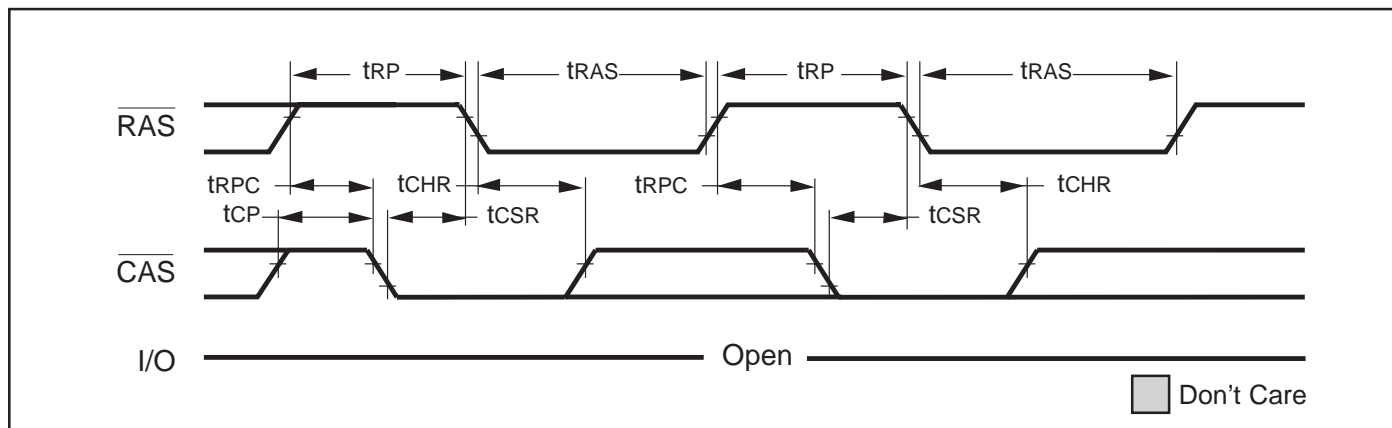 tRP tRAS tRP tRAS
RAS
tRPC tCHR tRPC tCHR
tCP tCSR tCSR
CAS
I/O Open
Don't Care